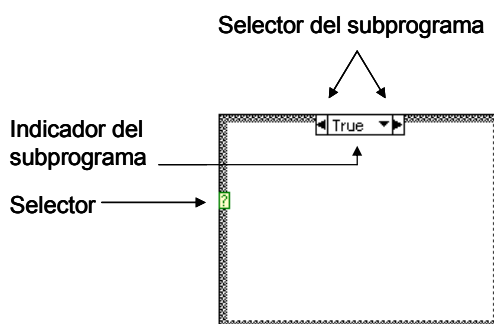 Selector del subprograma
True
Indicador del
subprograma
Selector
?